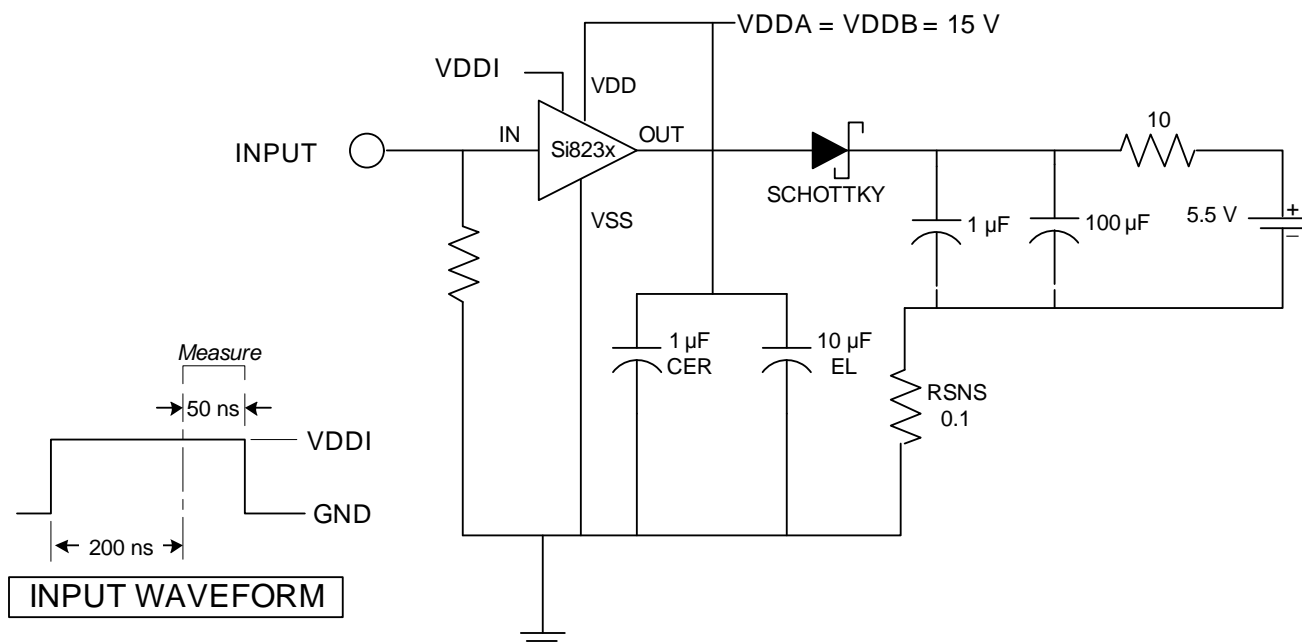 VDDA = VDDB = 15 V
VDDI
VDD
10
IN
OUT
INPUT
Si823x
SCHOTTKY
VSS
1 µF
100 µF
5.5 V
+
–
1 µF
CER
10 µF
EL
RSNS
0.1
Measure
50 ns
VDDI
GND
200 ns
INPUT WAVEFORM